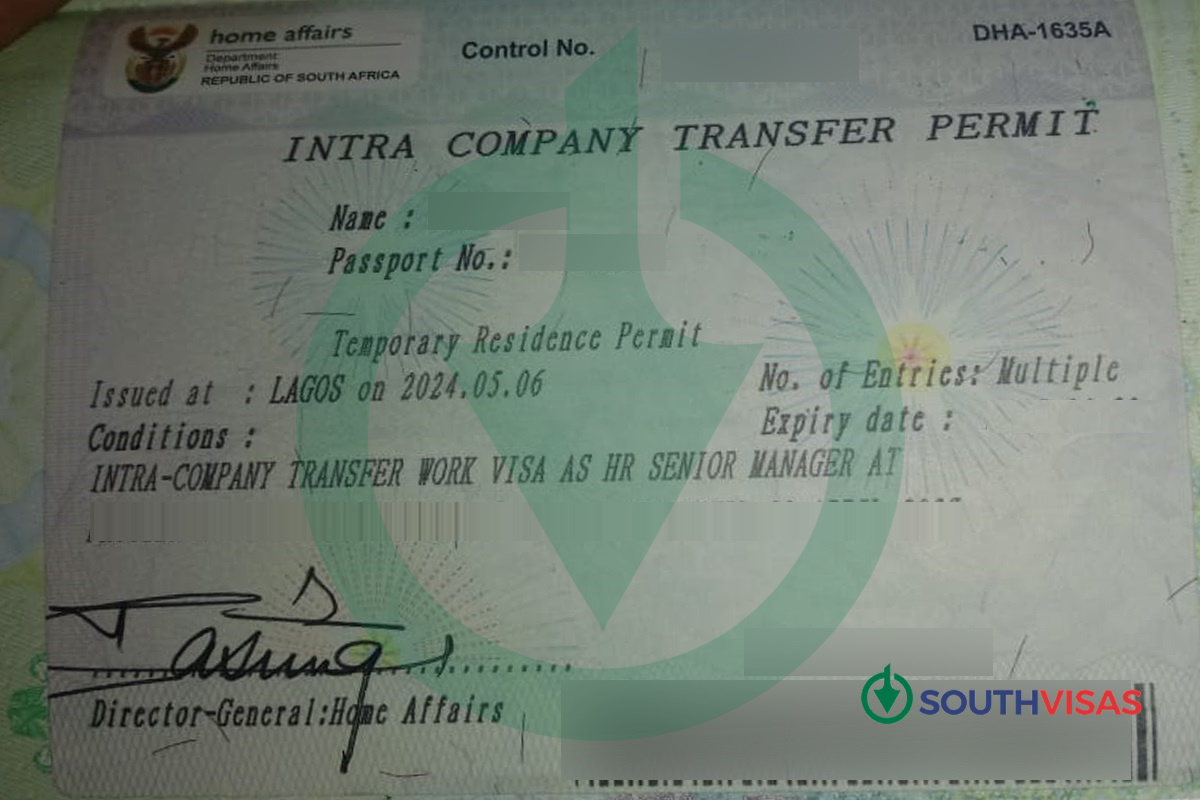 home affairs
Department:
Home Affairs
REPUBLIC OF SOUTH AFRICA
Control No.
DHA-1635A
INTRA COMPANY TRANSFER PERMIT
Name :
Passport No.:
Temporary Residence Permit
Issued at : LAGOS on 2024.05.06
No. of Entries: Multiple
Conditions :
Expiry date :
INTRA-COMPANY TRANSFER WORK VISA AS HR SENIOR MANAGER AT
Director-General:Home Affairs
SOUTHVISAS